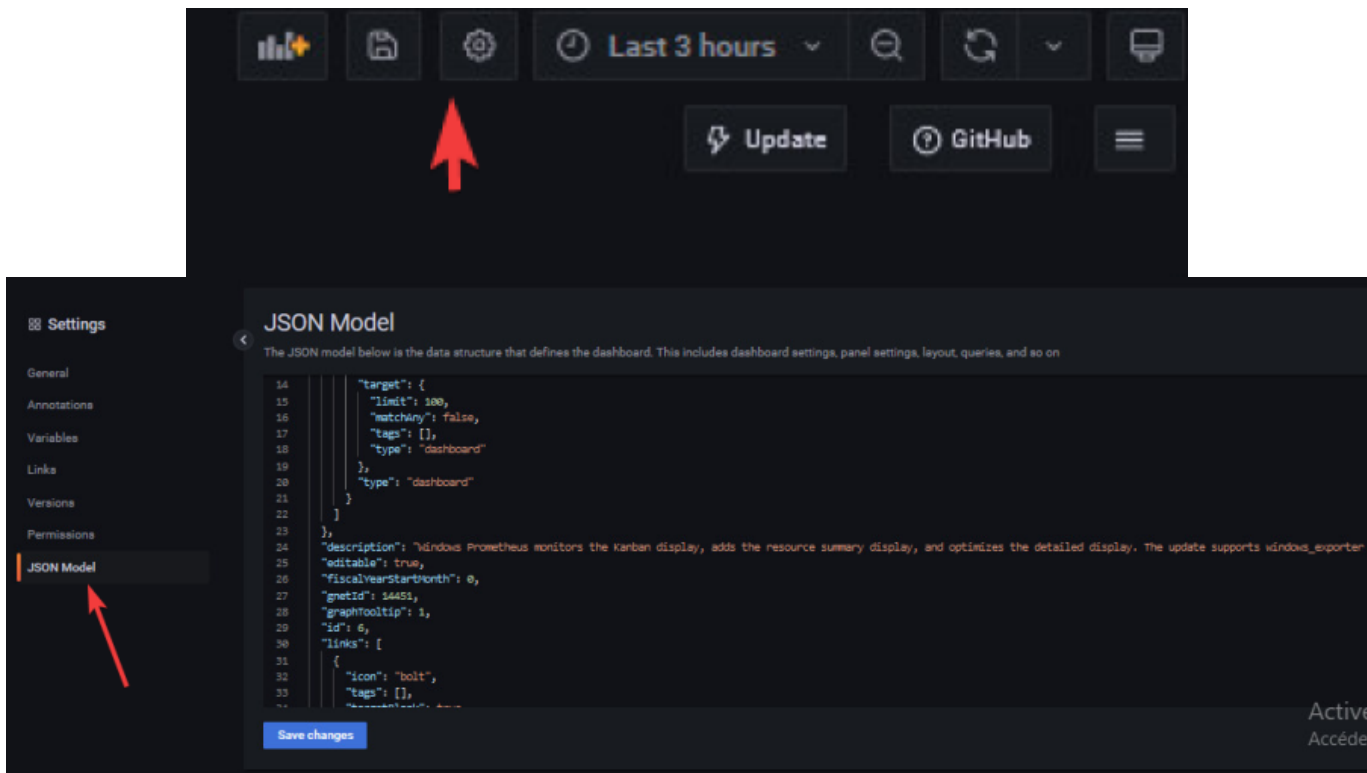 Last 3 hours
Update
GitHub
Settings
General
Annotations
Variables
Links
Versions
Permissions
JSON Model
JSON Model
The JSON model below is the data structure that defines the dashboard. This includes dashboard settings, panel settings, layout, queries, and so on
14 "target": {
15 "limit": 100,
16 "matchAny": false,
17 "tags": [],
18 "type": "dashboard"
19 },
20 "type": "dashboard"
21 }
22 ]
23 },
24 "description": "Windows Prometheus monitors the Kanban display, adds the resource summary display, and optimizes the detailed display. The update supports windows_exporter
25 "editable": true,
26 "fiscalYearStartMonth": 0,
27 "gnetId": 14451,
28 "graphTooltip": 1,
29 "id": 6,
30 "links": [
31 {
32 "icon": "bolt",
33 "tags": [],
Save changes
Active
Accéde